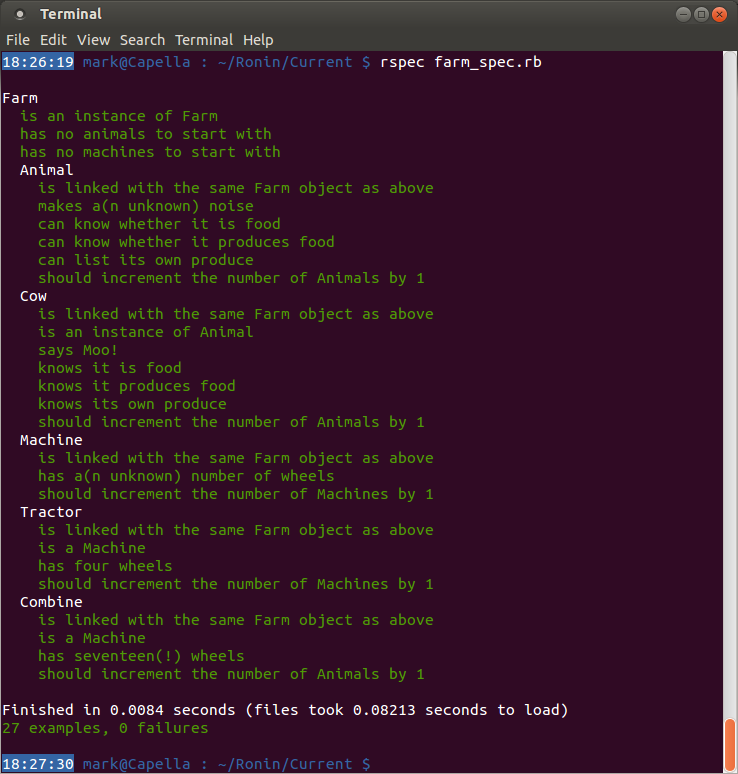 Terminal
File Edit View Search Terminal Help
18:26:19 mark@Capella : ~/Ronin/Current $ rspec farm_spec.rb
Farm
is an instance of Farm
has no animals to start with
has no machines to start with
Animal
is linked with the same Farm object as above
makes a(n unknown) noise
can know whether it is food
can know whether it produces food
can list its own produce
should increment the number of Animals by 1
Cow
is linked with the same Farm object as above
is an instance of Animal
says Moo!
knows it is food
knows it produces food
knows its own produce
should increment the number of Animals by 1
Machine
is linked with the same Farm object as above
has a(n unknown) number of wheels
should increment the number of Machines by 1
Tractor
is linked with the same Farm object as above
is a Machine
has four wheels
should increment the number of Machines by 1
Combine
is linked with the same Farm object as above
is a Machine
has seventeen(!) wheels
should increment the number of Animals by 1
Finished in 0.0084 seconds (files took 0.08213 seconds to load)
27 examples, 0 failures
18:27:30 mark@Capella : ~/Ronin/Current $